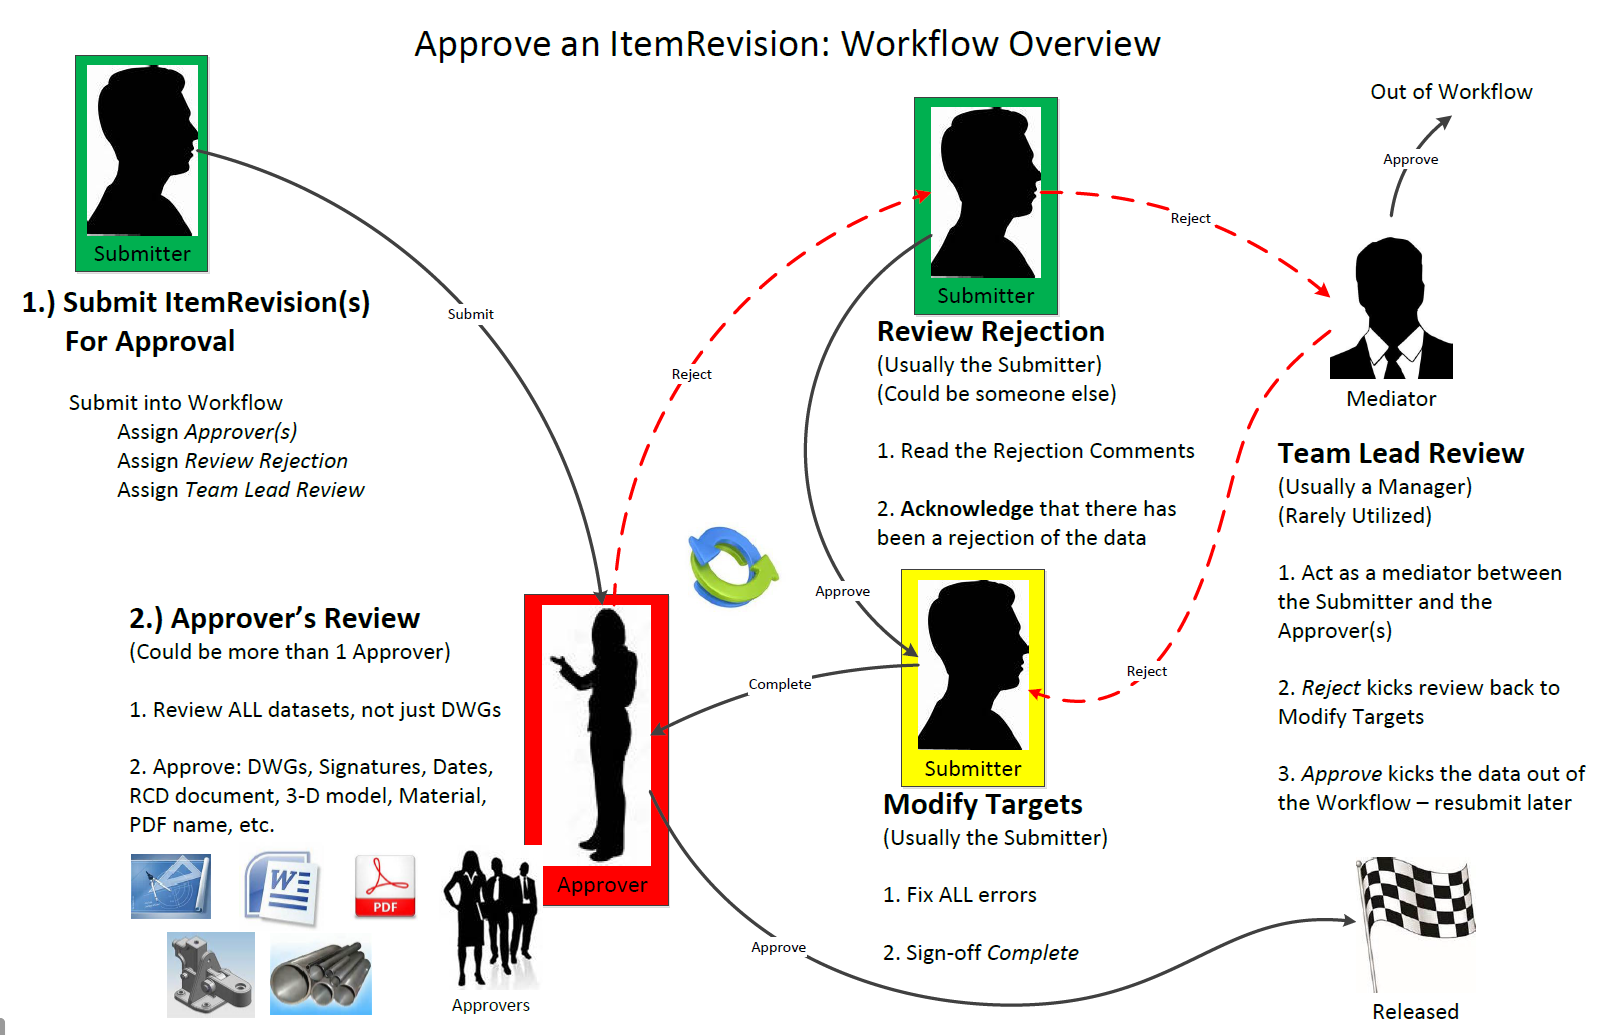 Approve an ItemRevision: Workflow Overview
Submitter
1.) Submit ItemRevision(s)
For Approval
Submit into Workflow
Assign Approver(s)
Assign Review Rejection
Assign Team Lead Review
Submit
2.) Approver’s Review
(Could be more than 1 Approver)
1. Review ALL datasets, not just DWGs
2. Approve: DWGs, Signatures, Dates,
RCD document, 3-D model, Material,
PDF name, etc.
W
PDF
Approvers
Approver
Reject
Submitter
Review Rejection
(Usually the Submitter)
(Could be someone else)
1. Read the Rejection Comments
2. Acknowledge that there has
been a rejection of the data
Approve
Complete
Submitter
Modify Targets
(Usually the Submitter)
1. Fix ALL errors
2. Sign-off Complete
Approve
Reject
Out of Workflow
Approve
Mediator
Team Lead Review
(Usually a Manager)
(Rarely Utilized)
1. Act as a mediator between
the Submitter and the
Approver(s)
2. Reject kicks review back to
Modify Targets
3. Approve kicks the data out of
the Workflow – resubmit later
Reject
Released